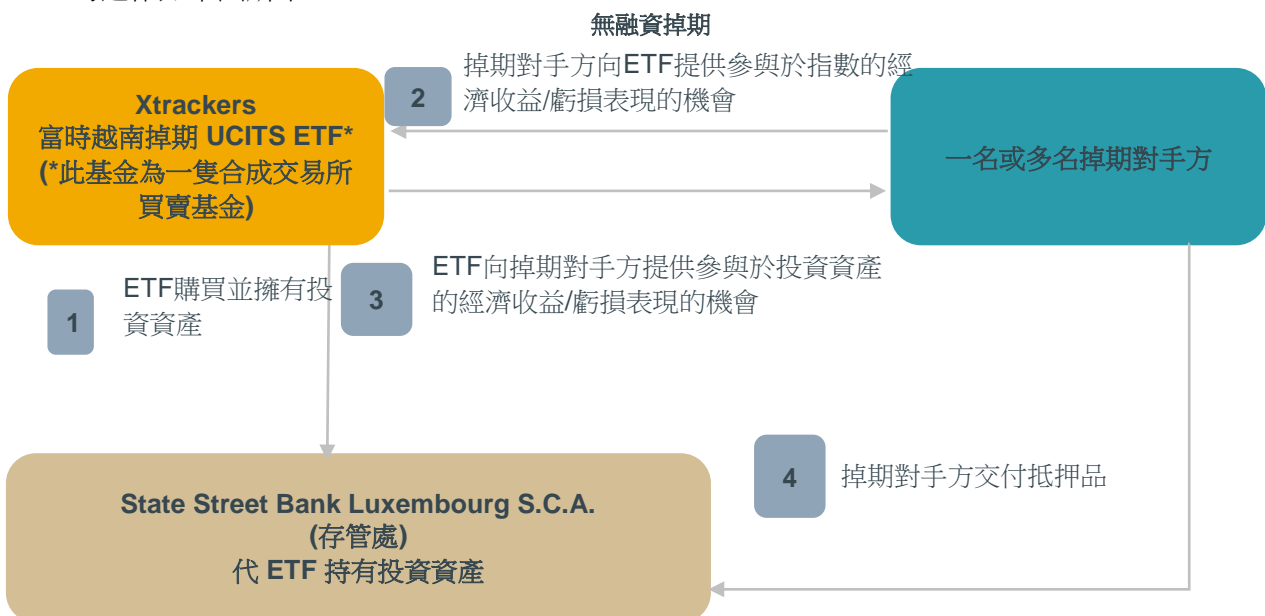 無融資掉期
掉期對手方向ETF提供參與於指數的經
濟收益/虧損表現的機會
2
Xtrackers
富時越南掉期 UCITS ETF*
(*此基金為一隻合成交易所
買賣基金)
一名或多名掉期對手方
ETF購買並擁有投
資資產
1
ETF向掉期對手方提供參與於投資資產
的經濟收益/虧損表現的機會
3
4
掉期對手方交付抵押品
State Street Bank Luxembourg S.C.A.
(存管處)
代 ETF 持有投資資產